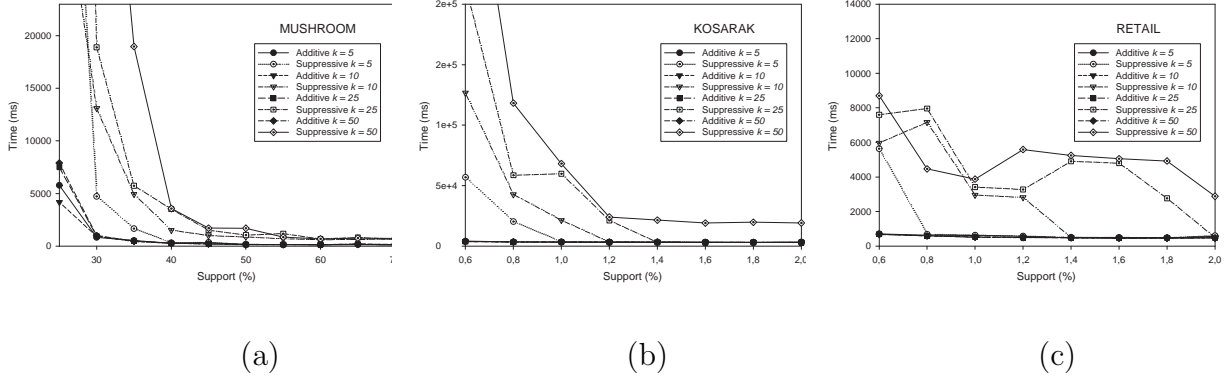 MUSHROOM
Additive k = 5
Suppressive k = 5
Additive k = 10
Suppressive k = 10
Additive k = 25
Suppressive k = 25
Additive k = 50
Suppressive k = 50
Time (ms)
20000
15000
10000
5000
0
30
40
50
60
7
Support (%)
(a)
KOSARAK
Additive k = 5
Suppressive k = 5
Additive k = 10
Suppressive k = 10
Additive k = 25
Suppressive k = 25
Additive k = 50
Suppressive k = 50
Time (ms)
2e+5
2e+5
1e+5
5e+4
0
0,6
0,8
1,0
1,2
1,4
1,6
1,8
2,0
Support (%)
(b)
RETAIL
Additive k = 5
Suppressive k = 5
Additive k = 10
Suppressive k = 10
Additive k = 25
Suppressive k = 25
Additive k = 50
Suppressive k = 50
Time (ms)
14000
12000
10000
8000
6000
4000
2000
0
0,6
0,8
1,0
1,2
1,4
1,6
1,8
2,0
Support (%)
(c)